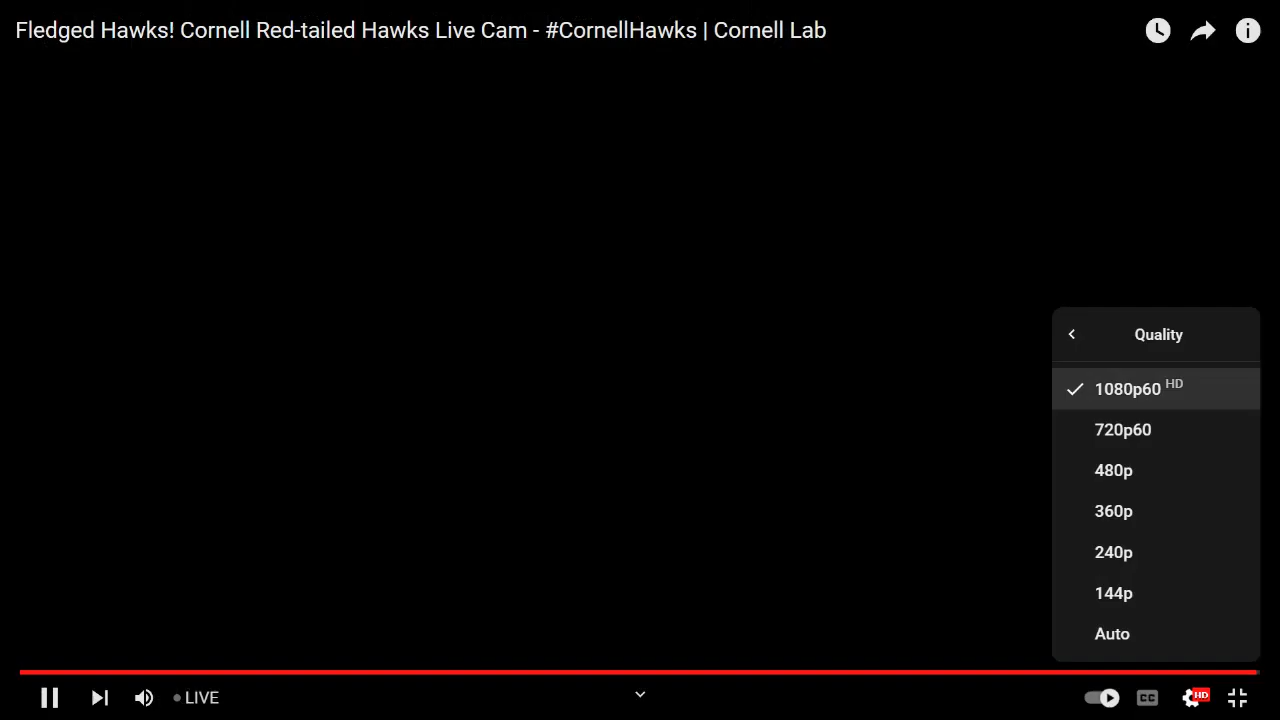 Fledged Hawks! Cornell Red-tailed Hawks Live Cam - #CornellHawks | Cornell Lab
Quality
1080p60 HD
720p60
480p
360p
240p
144p
Auto
LIVE
CC
HD